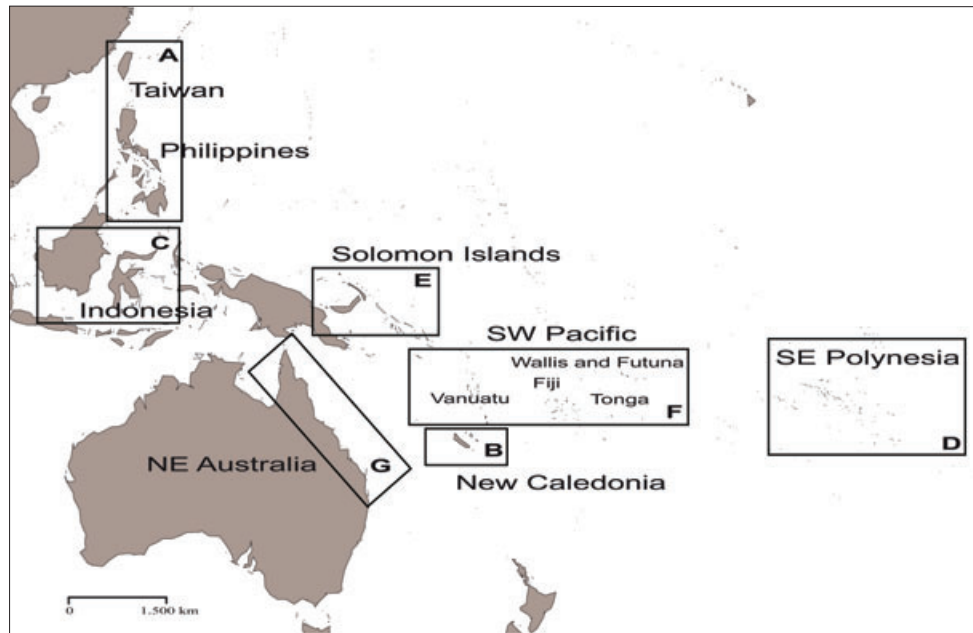 A
Taiwan
Philippines
C
Indonesia
Solomon Islands
E
SW Pacific
Wallis and Futuna
Fiji
Vanuatu
Tonga
F
SE Polynesia
D
B
New Caledonia
NE Australia
G
0
1.500 km